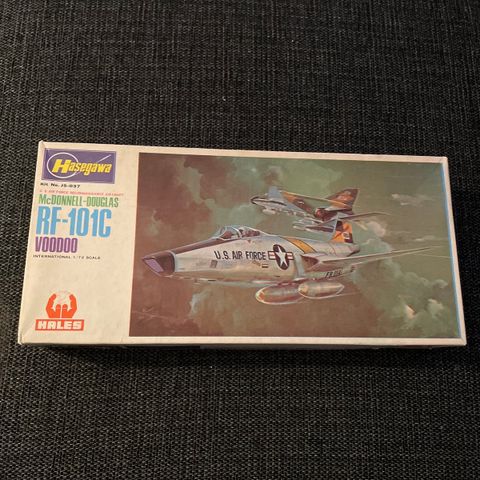 Hasegawa
Kit No. JS-037
U.S. AIR FORCE RECONNAISSANCE AIRCRAFT
McDONNELL-DOUGLAS
RF-101C
VOODOO
INTERNATIONAL 1/72 SCALE
HALES
U.S. AIR FORCE